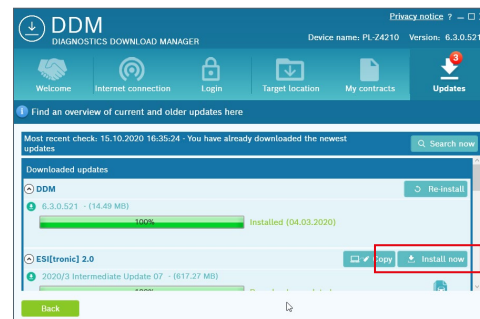 Privacy notice ?
DDM
DIAGNOSTICS DOWNLOAD MANAGER
Device name: PL-Z4210 Version: 6.3.0.521
3
Welcome
Internet connection
Login
Target location
My contracts
Updates
Find an overview of current and older updates here
Most recent check: 15.10.2020 16:35:24 - You have already downloaded the newest
updates
Search now
Downloaded updates
DDM
Re-install
6.3.0.521 - (14.49 MB)
100%
Installed (04.03.2020)
ESI[tronic] 2.0
Copy
Install now
2020/3 Intermediate Update 07 - (617.27 MB)
Back